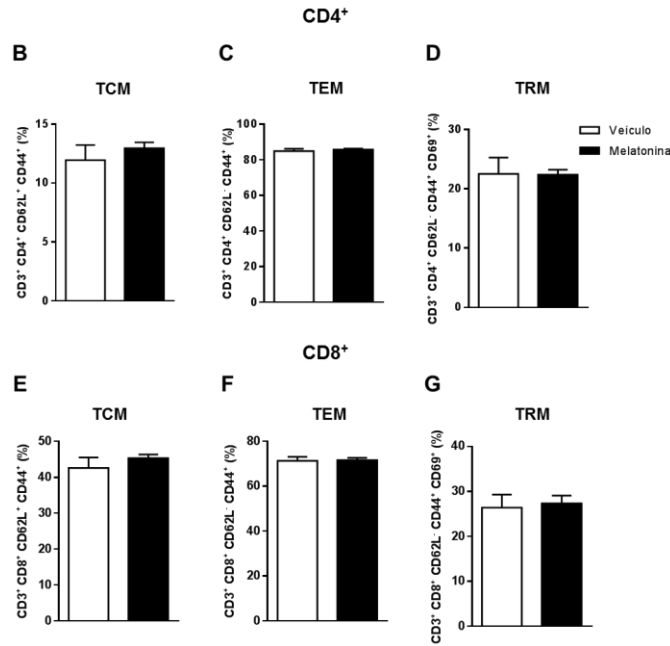 CD4⁺
B
C
D
TCM
TEM
TRM
CD3⁺ CD4⁺ CD62L⁺ CD44⁺ (%)
15
12
5
0
CD3⁺ CD4⁺ CD62L⁻ CD44⁺ (%)
100
80
60
40
20
0
CD3⁺ CD4⁺ CD62L⁻ CD44⁺ CD69⁺ (%)
30
20
10
0
Veículo
Melatonina
CD8⁺
E
F
G
TCM
TEM
TRM
CD3⁺ CD8⁺ CD62L⁺ CD44⁺ (%)
50
40
30
20
10
0
CD3⁺ CD8⁺ CD62L⁻ CD44⁺ (%)
80
60
40
20
0
CD3⁺ CD8⁺ CD62L⁻ CD44⁺ CD69⁺ (%)
40
30
20
10
0